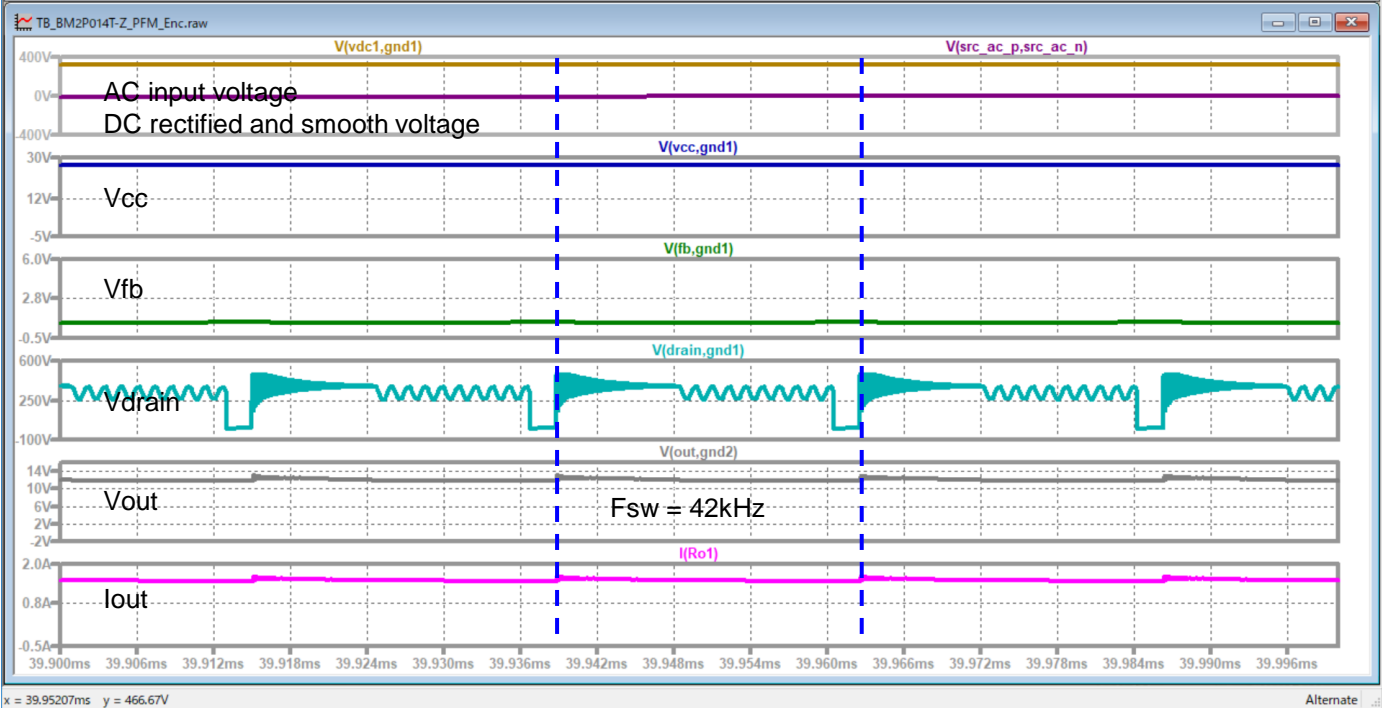 TB_BM2P014T-Z_PFM_Enc.raw
V(vdc1,gnd1) V(src_ac_p,src_ac_n)
400V
AC input voltage
0V
DC rectified and smooth voltage
-400V
V(vcc,gnd1)
30V
Vcc
12V
-5V
V(fb,gnd1)
6.0V
Vfb
2.8V
-0.5V
V(drain,gnd1)
600V
Vdrain
250V
-100V
V(out,gnd2)
14V
10V
Vout
6V
Fsw = 42kHz
2V
-2V
I(Ro1)
2.0A
Iout
0.8A
-0.5A
39.900ms 39.906ms 39.912ms 39.918ms 39.924ms 39.930ms 39.936ms 39.942ms 39.948ms 39.954ms 39.960ms 39.966ms 39.972ms 39.978ms 39.984ms 39.990ms 39.996ms
x = 39.95207ms y = 466.67V Alternate